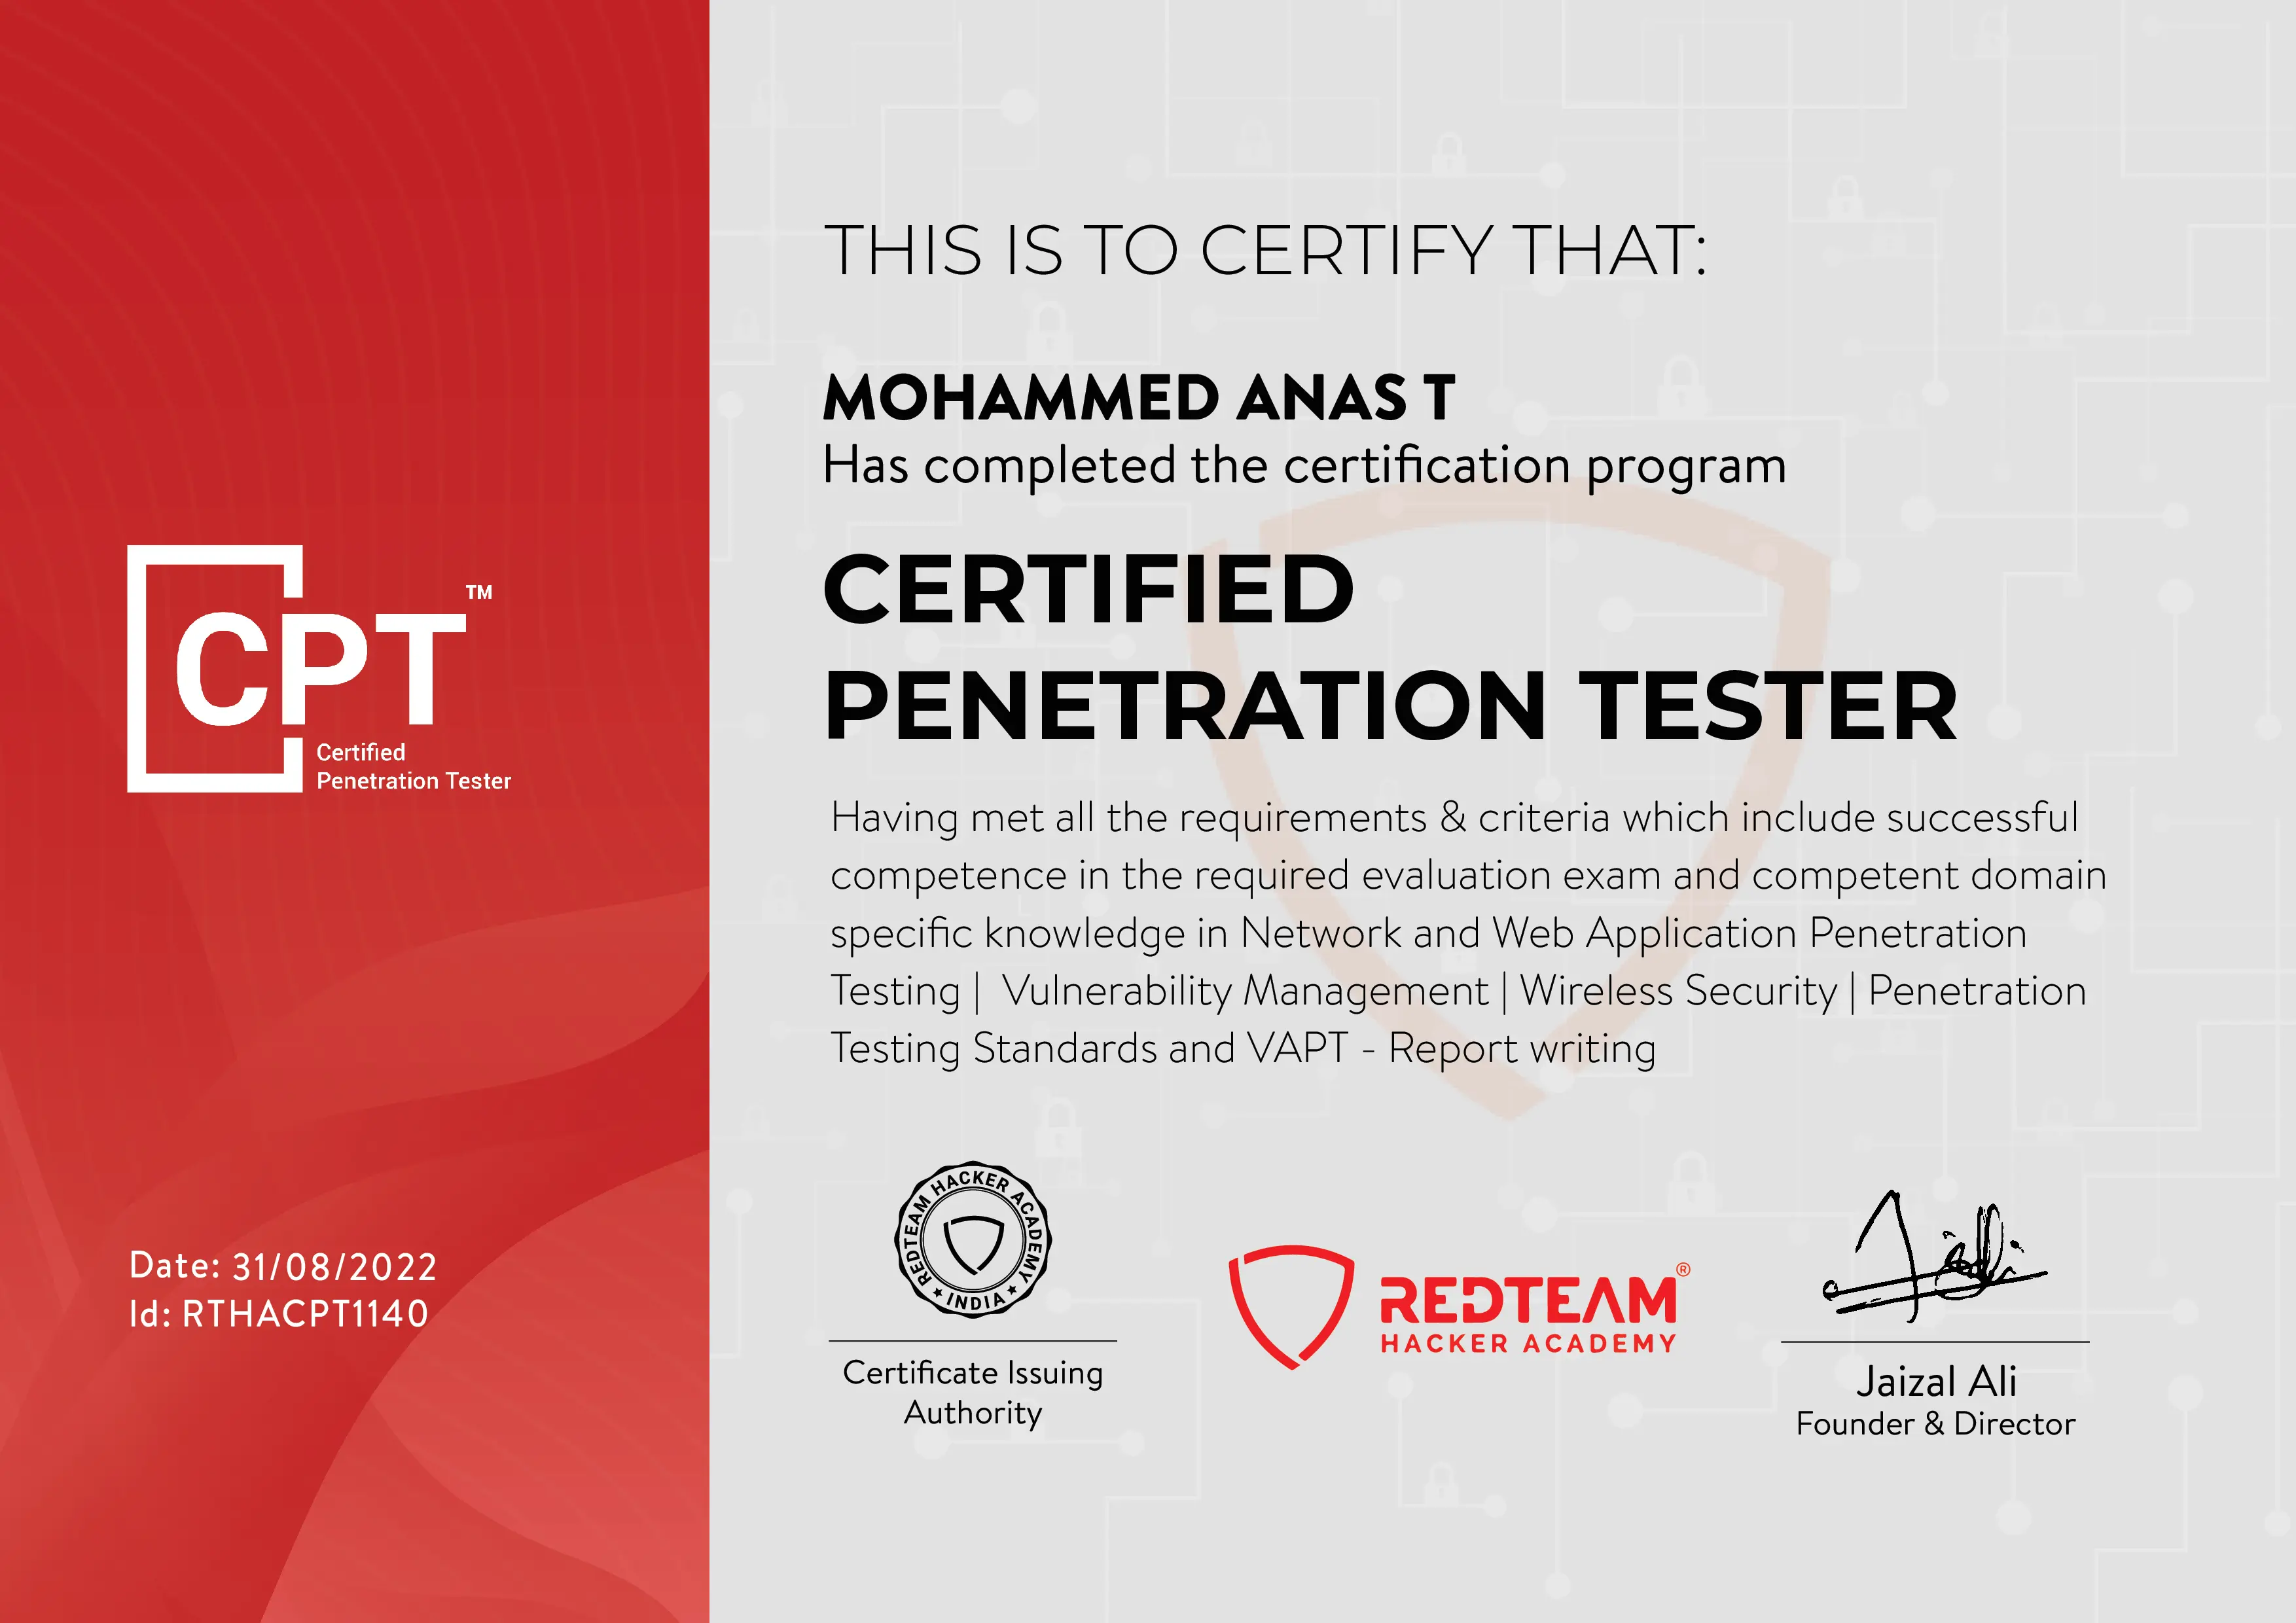 THIS IS TO CERTIFY THAT:
MOHAMMED ANAS T
Has completed the certification program
CERTIFIED
PENETRATION TESTER
Having met all the requirements & criteria which include successful
competence in the required evaluation exam and competent domain
specific knowledge in Network and Web Application Penetration
Testing | Vulnerability Management | Wireless Security | Penetration
Testing Standards and VAPT - Report writing
CPT™
Certified
Penetration Tester
Date: 31/08/2022
Id: RTHACPT1140
REDTEAM HACKER ACADEMY
★ INDIA ★
Certificate Issuing
Authority
REDTEAM®
HACKER ACADEMY
Jaizal Ali
Founder & Director